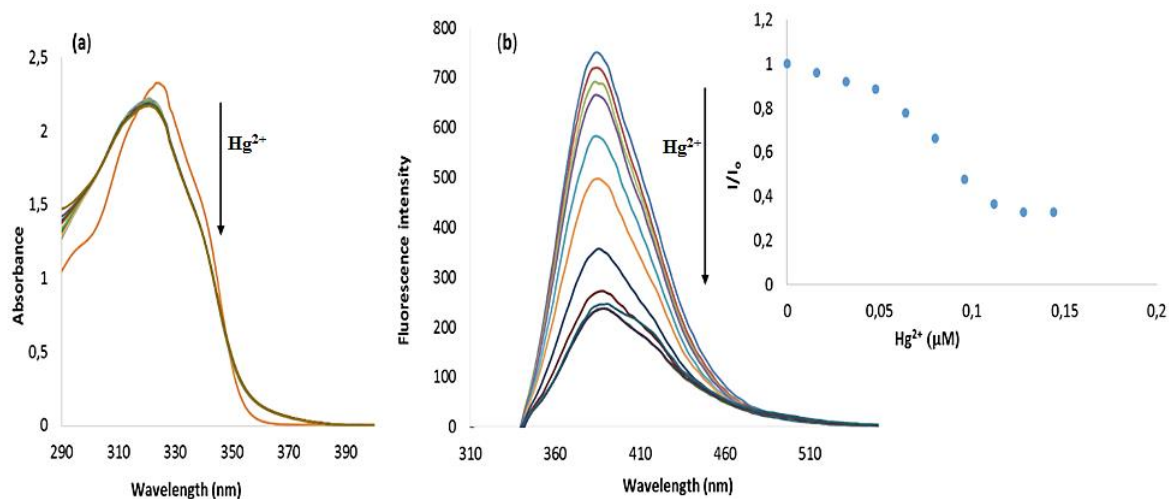 (a)
2,5
2
1,5
1
0,5
0
Absorbance
Hg²⁺
290 310 330 350 370 390
Wavelength (nm)
(b)
800
700
600
500
400
300
200
100
0
Fluorescence intensity
Hg²⁺
310 360 410 460 510
Wavelength (nm)
1,2
1
0,8
0,6
0,4
0,2
0
I/Iₒ
0 0,05 0,1 0,15 0,2
Hg²⁺ (µM)